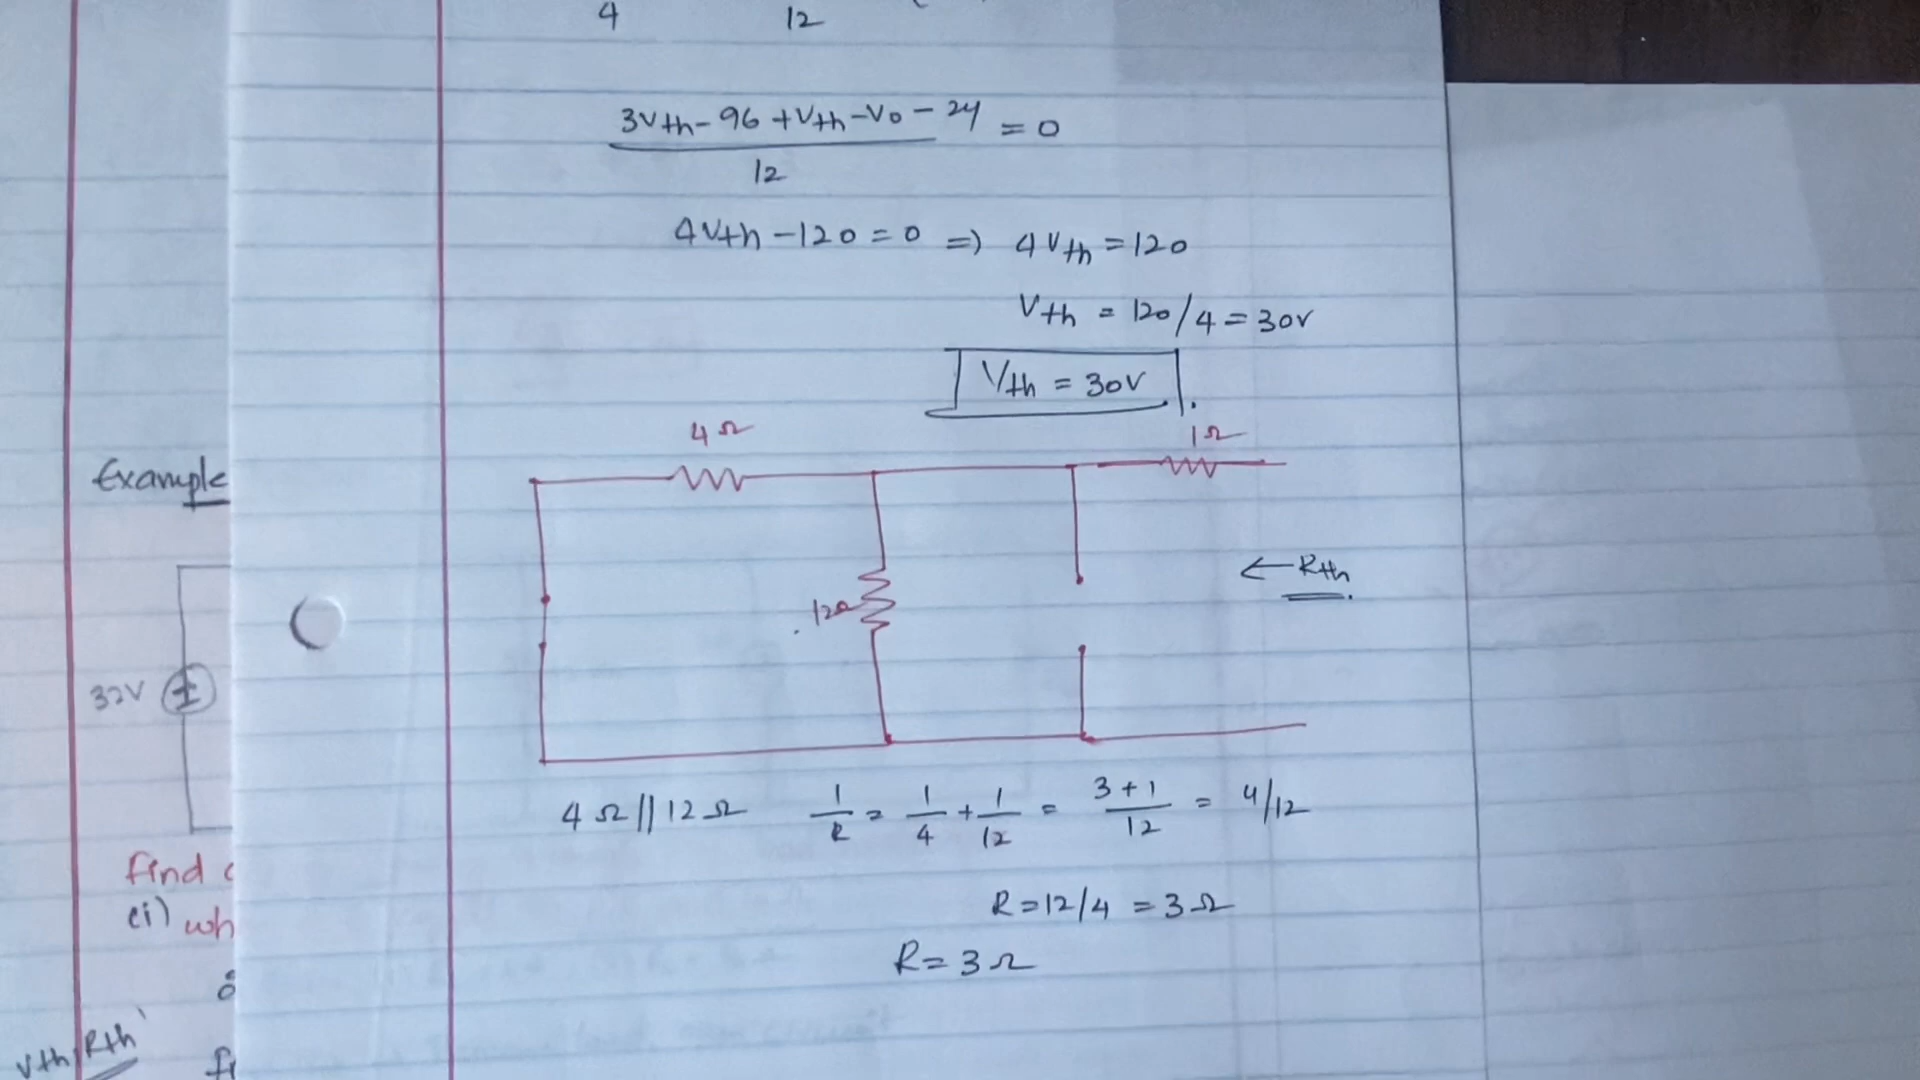 4 12
3Vth - 96 + Vth - V0 - 24 = 0
12
4Vth - 120 = 0 => 4Vth = 120
Vth = 120/4 = 30V
Vth = 30V
4Ω 1Ω
Example
← Rth
12Ω
32V
4Ω || 12Ω 1/R = 1/4 + 1/12 = 3+1/12 = 4/12
find
(i)
R = 12/4 = 3Ω
R = 3Ω
Vth Rth